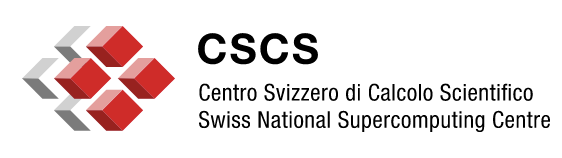 CSCS
Centro Svizzero di Calcolo Scientifico
Swiss National Supercomputing Centre